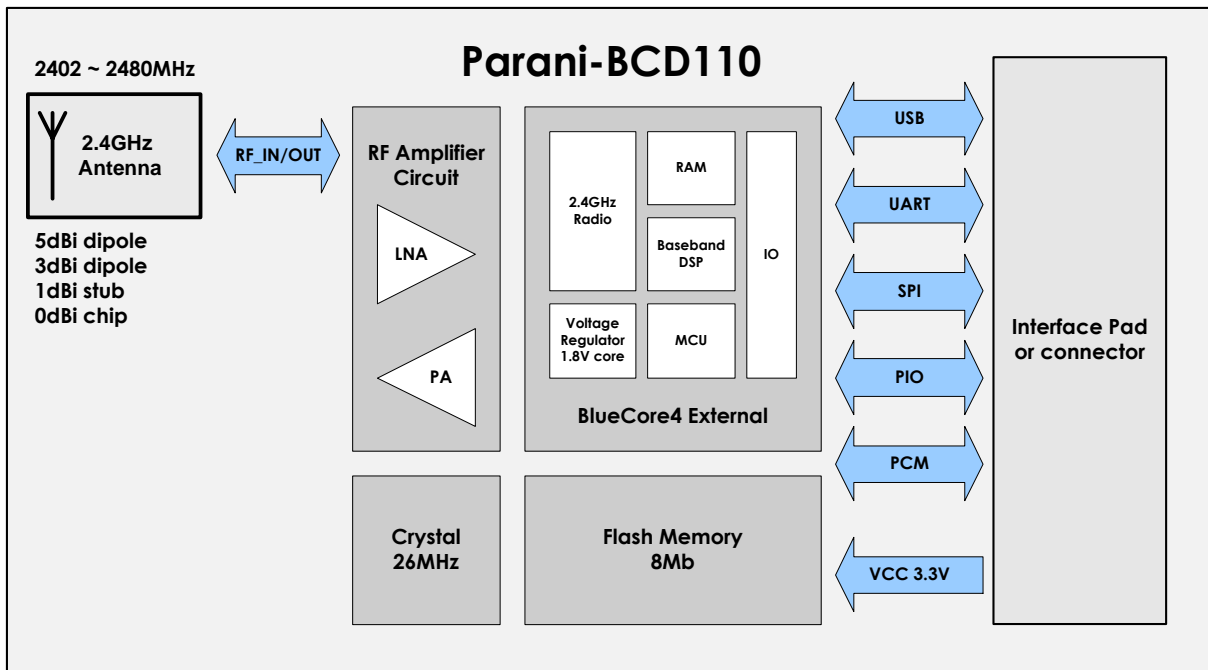 Parani-BCD110
2402 ~ 2480MHz
2.4GHz
Antenna
5dBi dipole
3dBi dipole
1dBi stub
0dBi chip
RF_IN/OUT
RF Amplifier
Circuit
LNA
PA
2.4GHz
Radio
RAM
Baseband
DSP
IO
Voltage
Regulator
1.8V core
MCU
BlueCore4 External
Crystal
26MHz
Flash Memory
8Mb
USB
UART
SPI
PIO
PCM
VCC 3.3V
Interface Pad
or connector